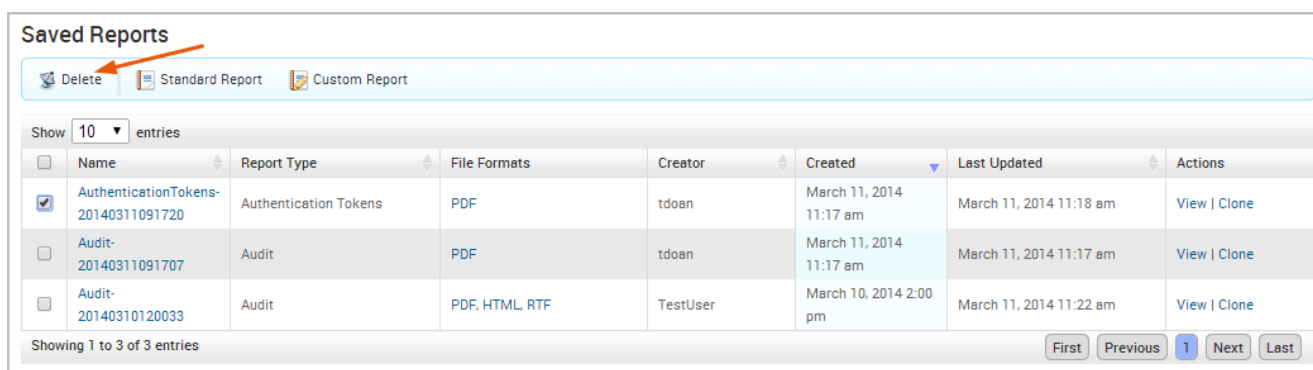 Saved Reports
Delete Standard Report Custom Report
Show 10 entries
Name Report Type File Formats Creator Created Last Updated Actions
AuthenticationTokens-
20140311091720 Authentication Tokens PDF tdoan March 11, 2014
11:17 am March 11, 2014 11:18 am View | Clone
Audit-
20140311091707 Audit PDF tdoan March 11, 2014
11:17 am March 11, 2014 11:17 am View | Clone
Audit-
20140310120033 Audit PDF, HTML, RTF TestUser March 10, 2014 2:00
pm March 11, 2014 11:22 am View | Clone
Showing 1 to 3 of 3 entries First Previous 1 Next Last